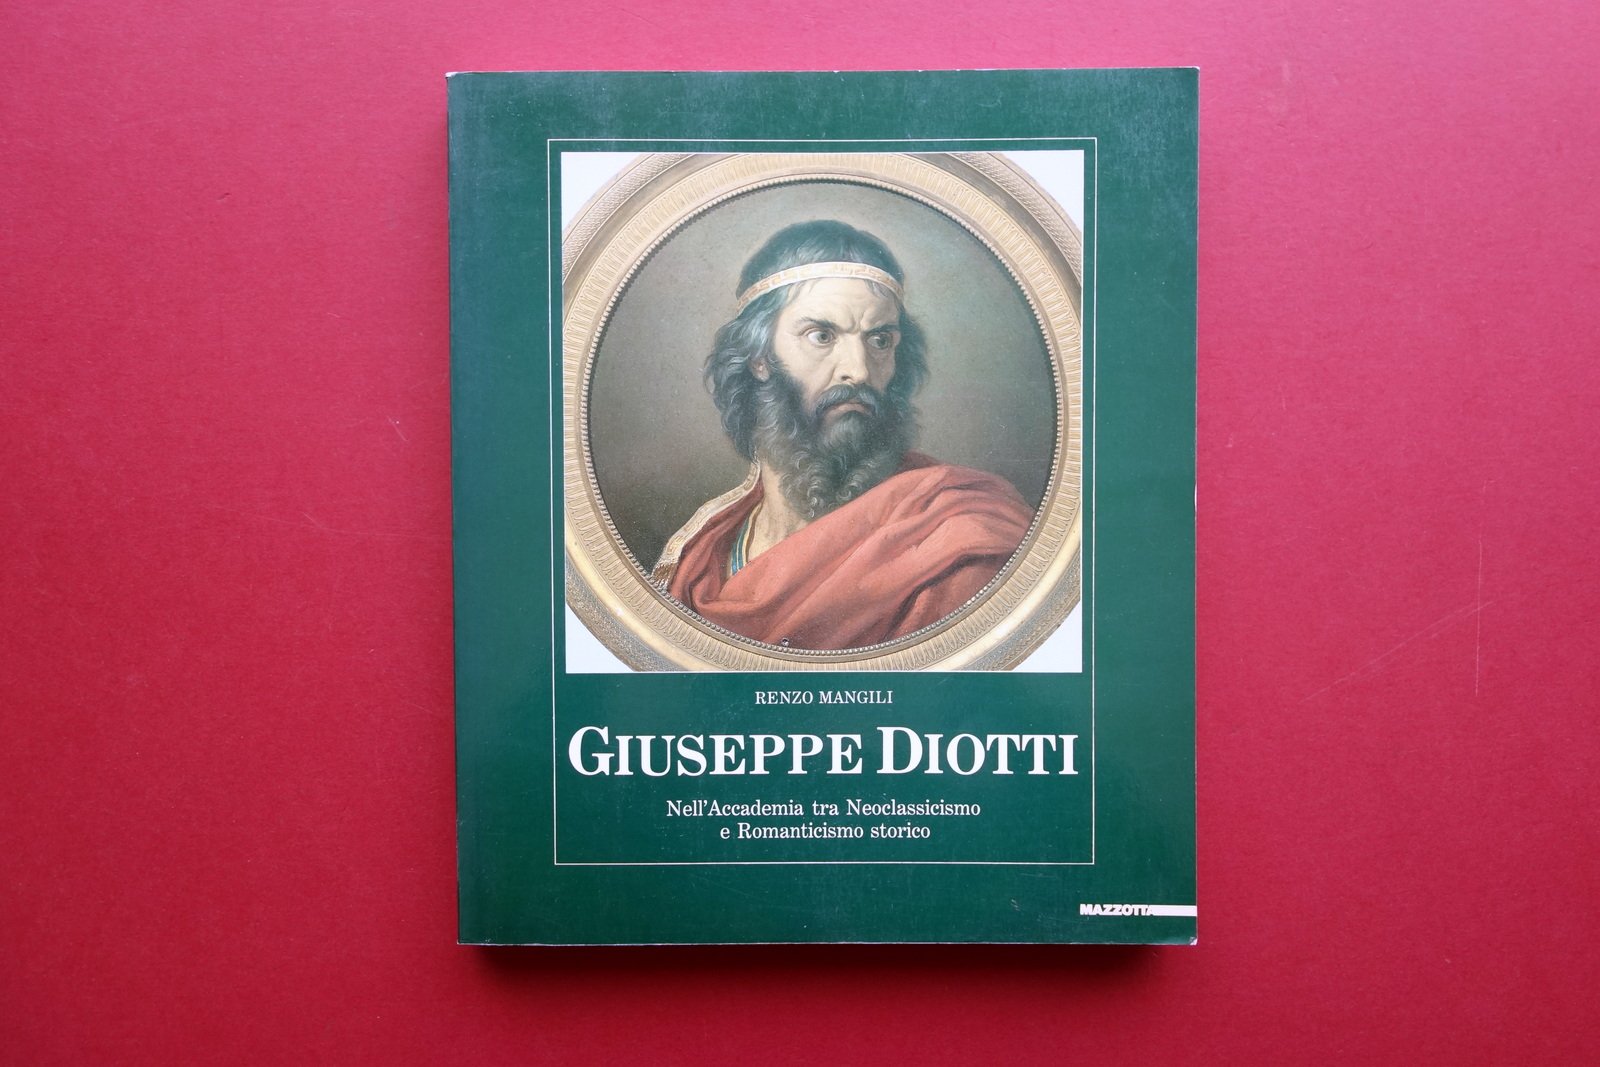 RENZO MANGILI
GIUSEPPE DIOTTI
Nell'Accademia tra Neoclassicismo
e Romanticismo storico
MAZZOTTA